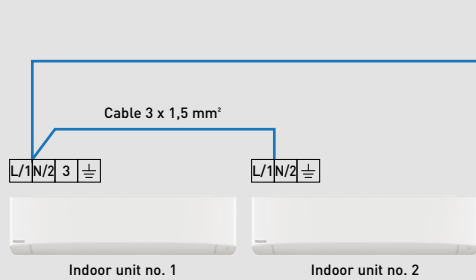 Cable 3 x 1,5 mm²
L/1 N/2 3 L/1 N/2
Indoor unit no. 1 Indoor unit no. 2